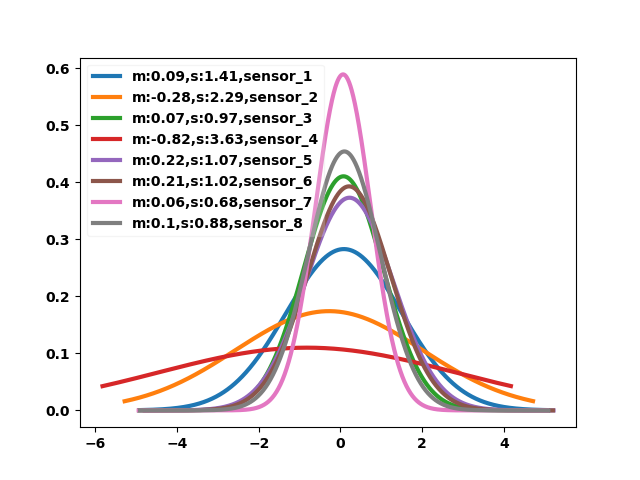 0.6
0.5
0.4
0.3
0.2
0.1
0.0
m:0.09,s:1.41,sensor_1
m:-0.28,s:2.29,sensor_2
m:0.07,s:0.97,sensor_3
m:-0.82,s:3.63,sensor_4
m:0.22,s:1.07,sensor_5
m:0.21,s:1.02,sensor_6
m:0.06,s:0.68,sensor_7
m:0.1,s:0.88,sensor_8
−6 −4 −2 0 2 4